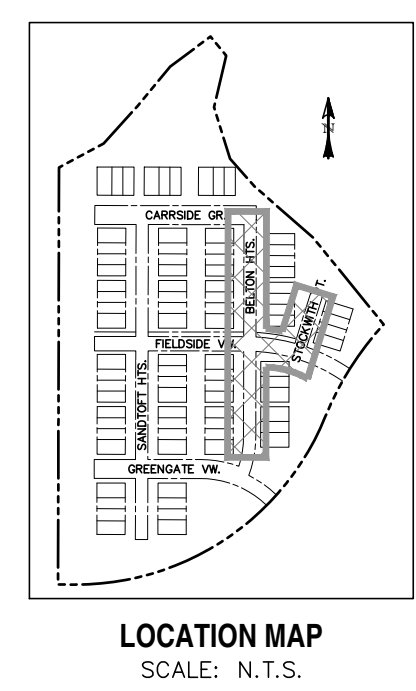 CARRSIDE GR.
BELTON HTS.
STOCKWITH T.
FIELDSIDE VW.
SANDTOFT HTS.
GREENGATE VW.
LOCATION MAP
SCALE: N.T.S.